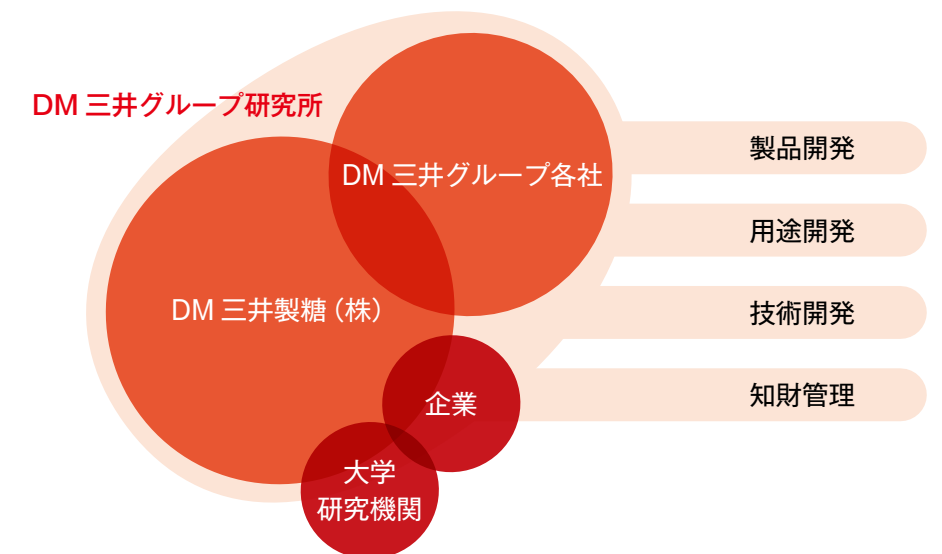 DM 三井グループ研究所
DM 三井グループ各社
DM 三井製糖（株）
企業
大学
研究機関
製品開発
用途開発
技術開発
知財管理